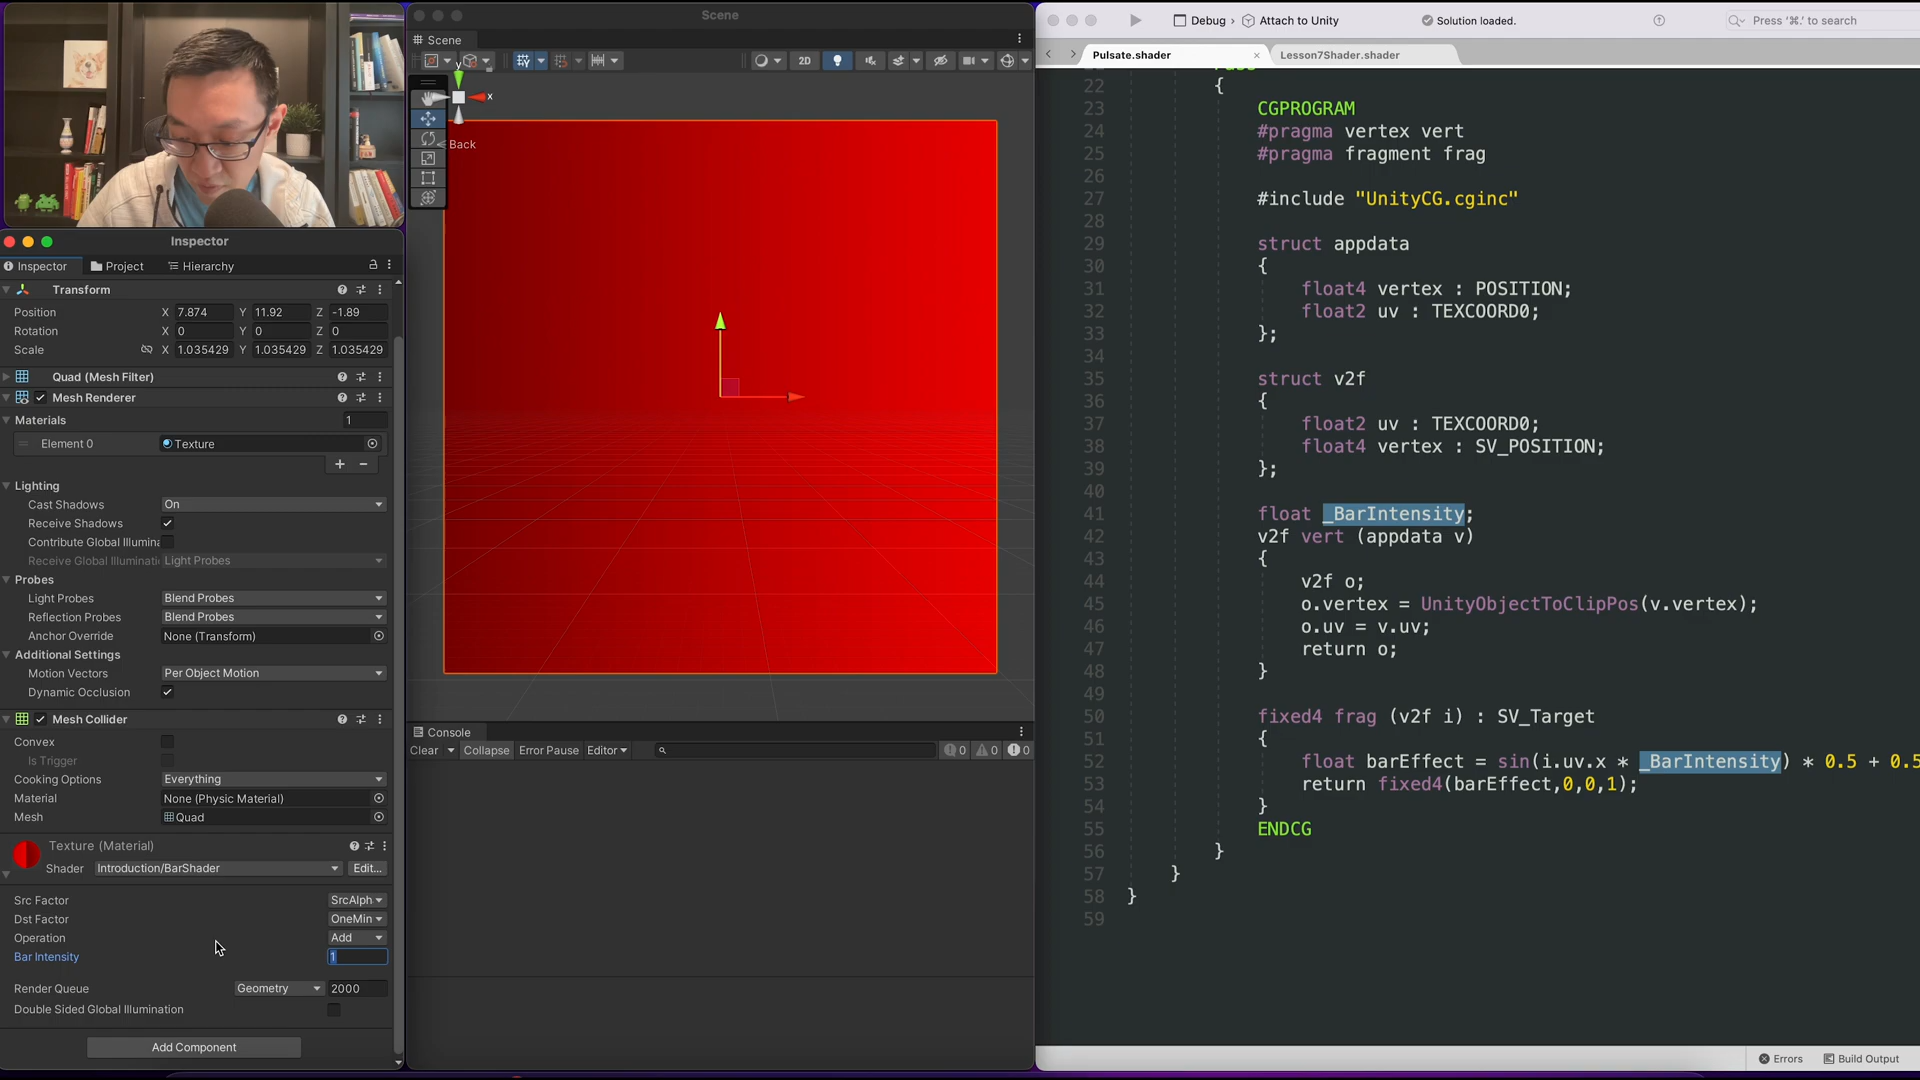 Inspector
Inspector
Project
Hierarchy
Transform
Position
X
7.874
Y
11.92
Z
-1.89
Rotation
X
0
Y
0
Z
0
Scale
X
1.035429
Y
1.035429
Z
1.035429
Quad (Mesh Filter)
Mesh Renderer
Materials
1
Element 0
Texture
Lighting
Cast Shadows
On
Receive Shadows
Contribute Global Illumina
Receive Global Illuminati
Light Probes
Probes
Light Probes
Blend Probes
Reflection Probes
Blend Probes
Anchor Override
None (Transform)
Additional Settings
Motion Vectors
Per Object Motion
Dynamic Occlusion
Mesh Collider
Convex
Is Trigger
Cooking Options
Everything
Material
None (Physic Material)
Mesh
Quad
Texture (Material)
Shader
Introduction/BarShader
Edit...
Src Factor
SrcAlph
Dst Factor
OneMin
Operation
Add
Bar Intensity
1
Render Queue
Geometry
2000
Double Sided Global Illumination
Add Component
Scene
Scene
2D
y
x
Back
Console
Clear
Collapse
Error Pause
Editor
0
0
0
Debug
Attach to Unity
Solution loaded.
Press '⌘.' to search
Pulsate.shader
Lesson7Shader.shader
22 {
23 CGPROGRAM
24 #pragma vertex vert
25 #pragma fragment frag
26
27 #include "UnityCG.cginc"
28
29 struct appdata
30 {
31 float4 vertex : POSITION;
32 float2 uv : TEXCOORD0;
33 };
34
35 struct v2f
36 {
37 float2 uv : TEXCOORD0;
38 float4 vertex : SV_POSITION;
39 };
40
41 float _BarIntensity;
42 v2f vert (appdata v)
43 {
44 v2f o;
45 o.vertex = UnityObjectToClipPos(v.vertex);
46 o.uv = v.uv;
47 return o;
48 }
49
50 fixed4 frag (v2f i) : SV_Target
51 {
52 float barEffect = sin(i.uv.x * _BarIntensity) * 0.5 + 0.5
53 return fixed4(barEffect,0,0,1);
54 }
55 ENDCG
56 }
57 }
58 }
59
Errors
Build Output